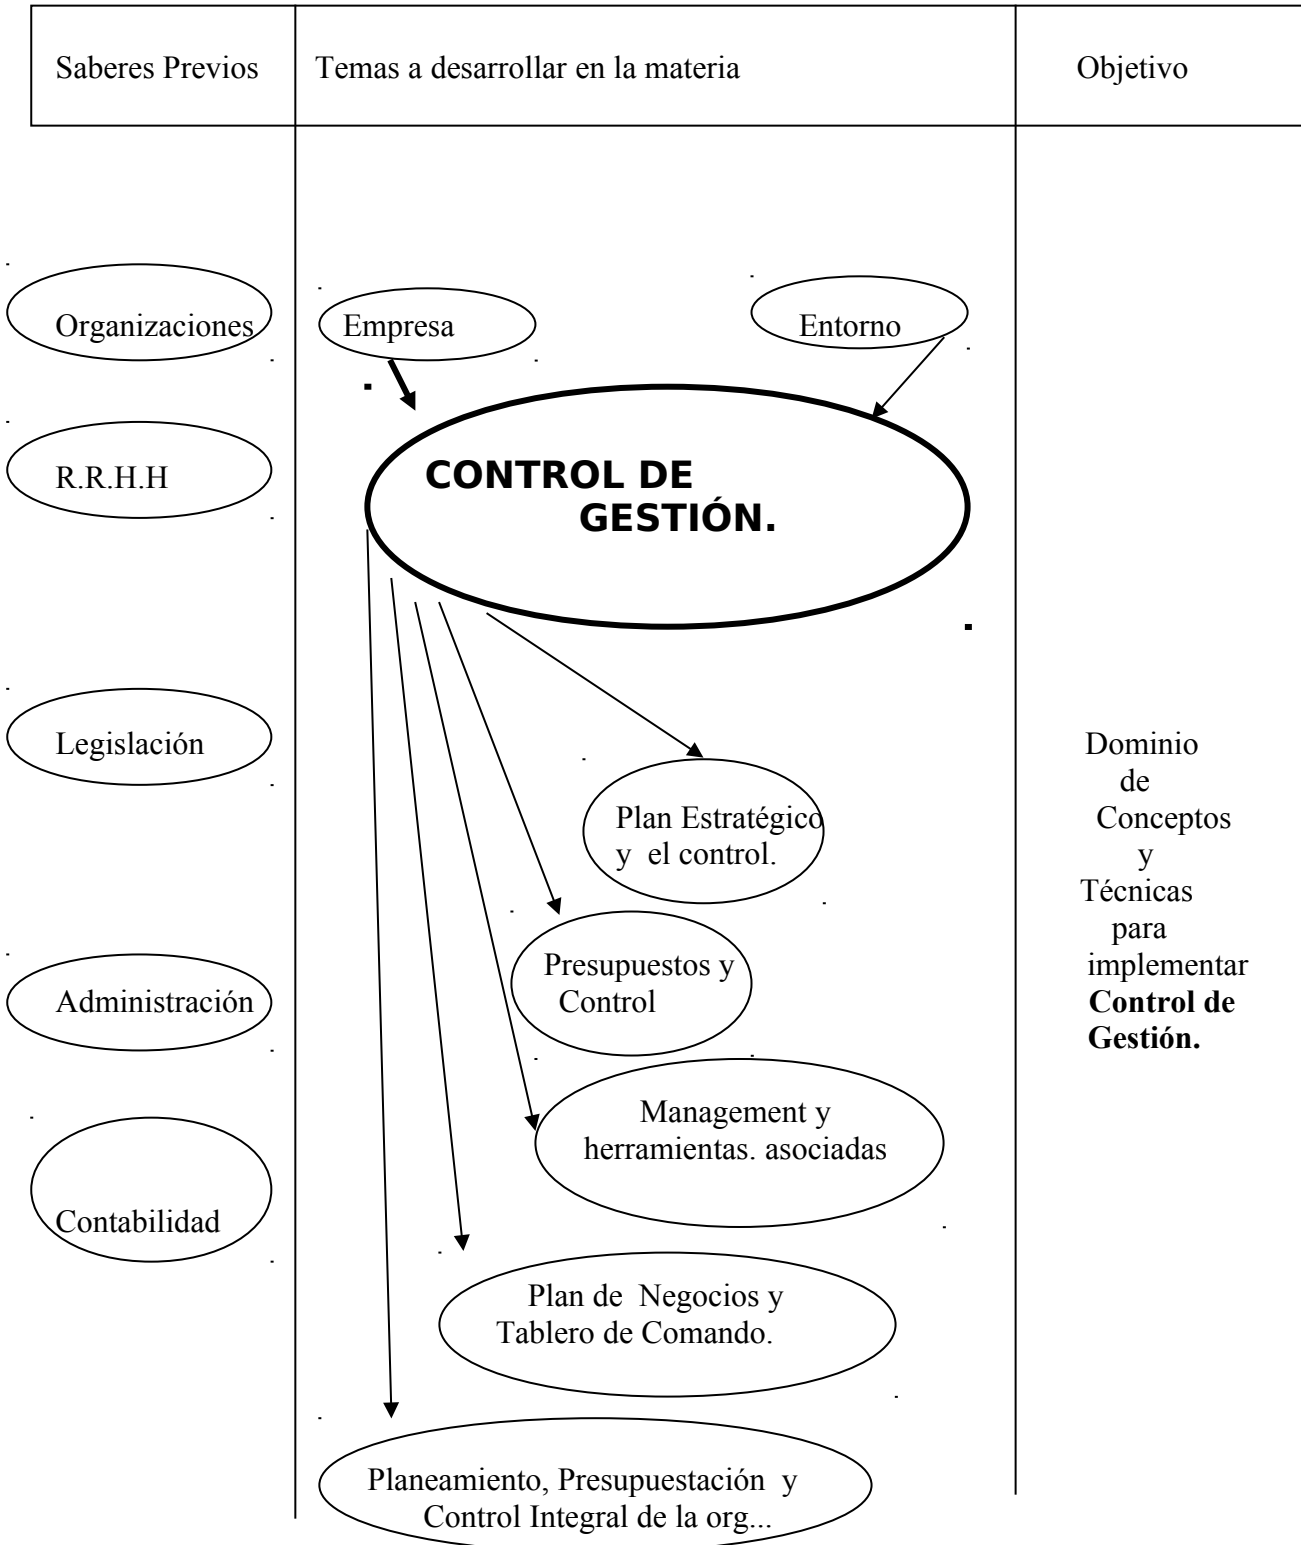 Saberes Previos
Temas a desarrollar en la materia
Objetivo
Organizaciones
R.R.H.H
Legislación
Administración
Contabilidad
Empresa
Entorno
CONTROL DE
GESTIÓN.
Plan Estratégico
y el control.
Presupuestos y
Control
Management y
herramientas. asociadas
Plan de Negocios y
Tablero de Comando.
Planeamiento, Presupuestación y
Control Integral de la org...
Dominio
de
Conceptos
y
Técnicas
para
implementar
Control de
Gestión.